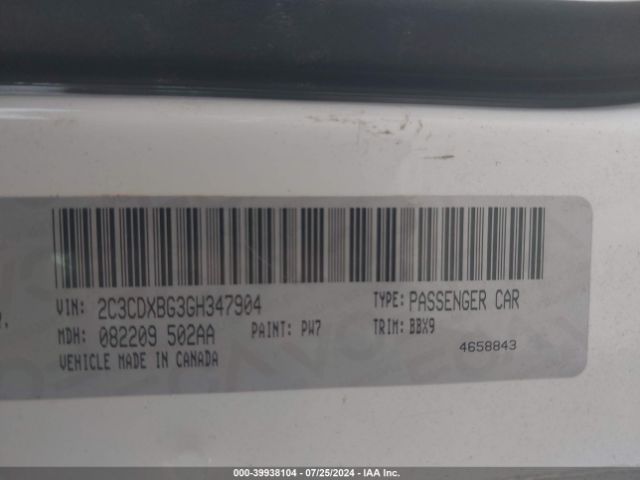 VIN: 2C3CDXBG3GH347904 TYPE: PASSENGER CAR
MDH: 082209 502AA PAINT: PW7 TRIM: BBX9
VEHICLE MADE IN CANADA 4658843
000-39938104 / 07/25/2024 - IAA Inc.